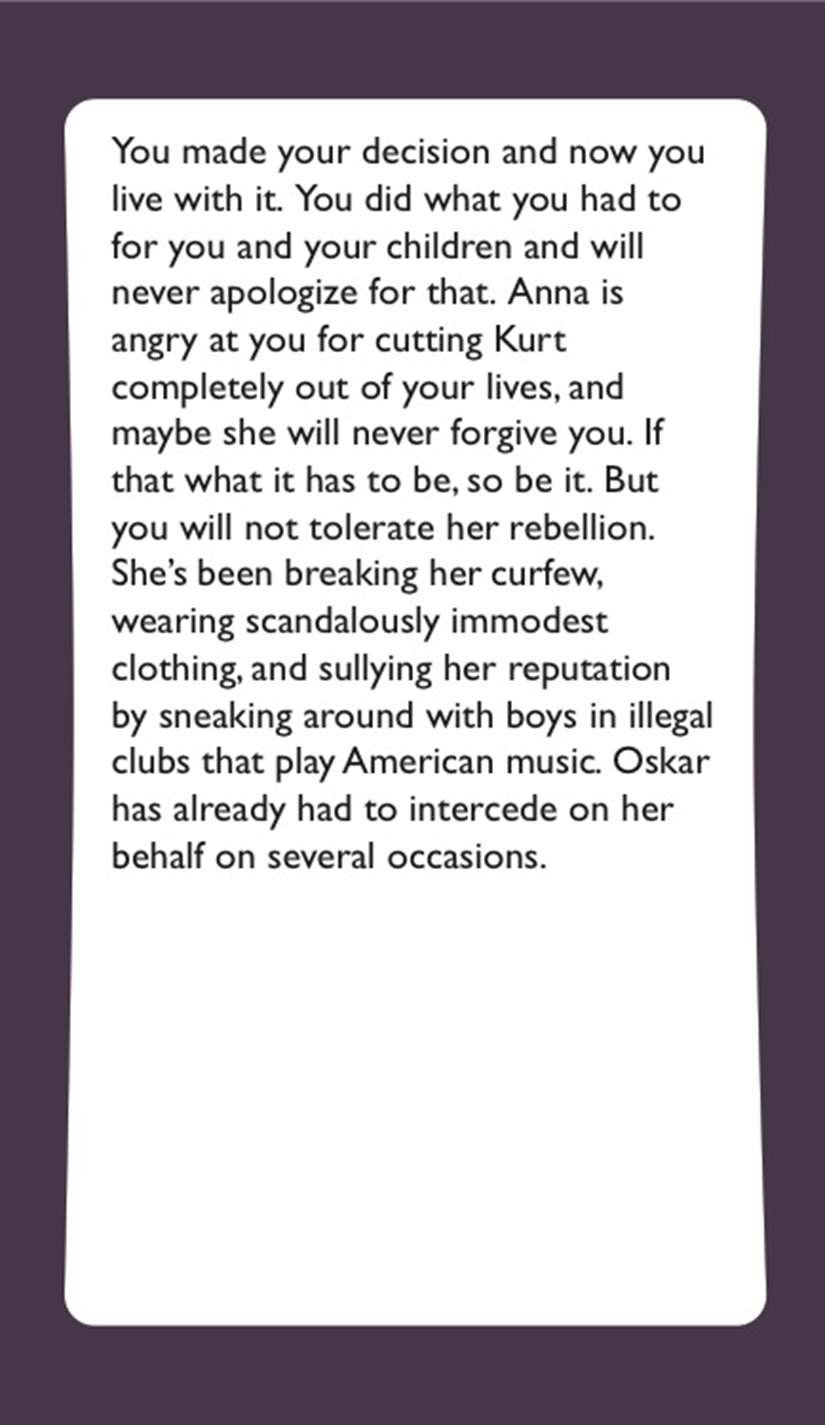 You made your decision and now you
live with it. You did what you had to
for you and your children and will
never apologize for that. Anna is
angry at you for cutting Kurt
completely out of your lives, and
maybe she will never forgive you. If
that what it has to be, so be it. But
you will not tolerate her rebellion.
She’s been breaking her curfew,
wearing scandalously immodest
clothing, and sullying her reputation
by sneaking around with boys in illegal
clubs that play American music. Oskar
has already had to intercede on her
behalf on several occasions.